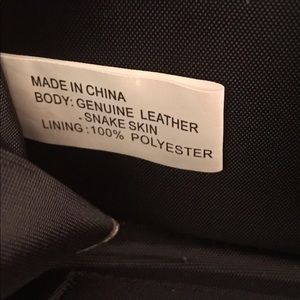 MADE IN CHINA
BODY: GENUINE LEATHER
- SNAKE SKIN
LINING : 100% POLYESTER